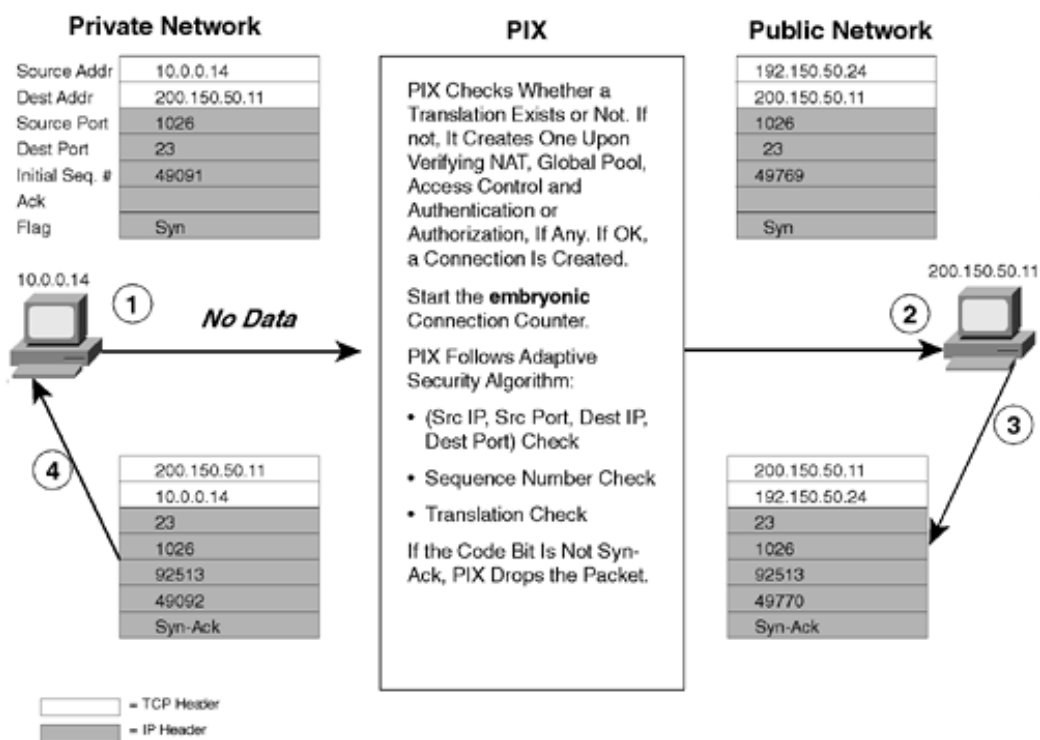 Private Network
PIX
Public Network
Source Addr 10.0.0.14
Dest Addr 200.150.50.11
Source Port 1026
Dest Port 23
Initial Seq. # 49091
Ack
Flag Syn
PIX Checks Whether a
Translation Exists or Not. If
not, It Creates One Upon
Verifying NAT, Global Pool,
Access Control and
Authentication or
Authorization, If Any. If OK,
a Connection Is Created.
Start the embryonic
Connection Counter.
PIX Follows Adaptive
Security Algorithm:
• (Src IP, Src Port, Dest IP,
Dest Port) Check
• Sequence Number Check
• Translation Check
If the Code Bit Is Not Syn-
Ack, PIX Drops the Packet.
192.150.50.24
200.150.50.11
1026
23
49769
Syn
10.0.0.14
1
No Data
200.150.50.11
2
3
4
200.150.50.11
10.0.0.14
23
1026
92513
49092
Syn-Ack
200.150.50.11
192.150.50.24
23
1026
92513
49770
Syn-Ack
= TCP Header
= IP Header